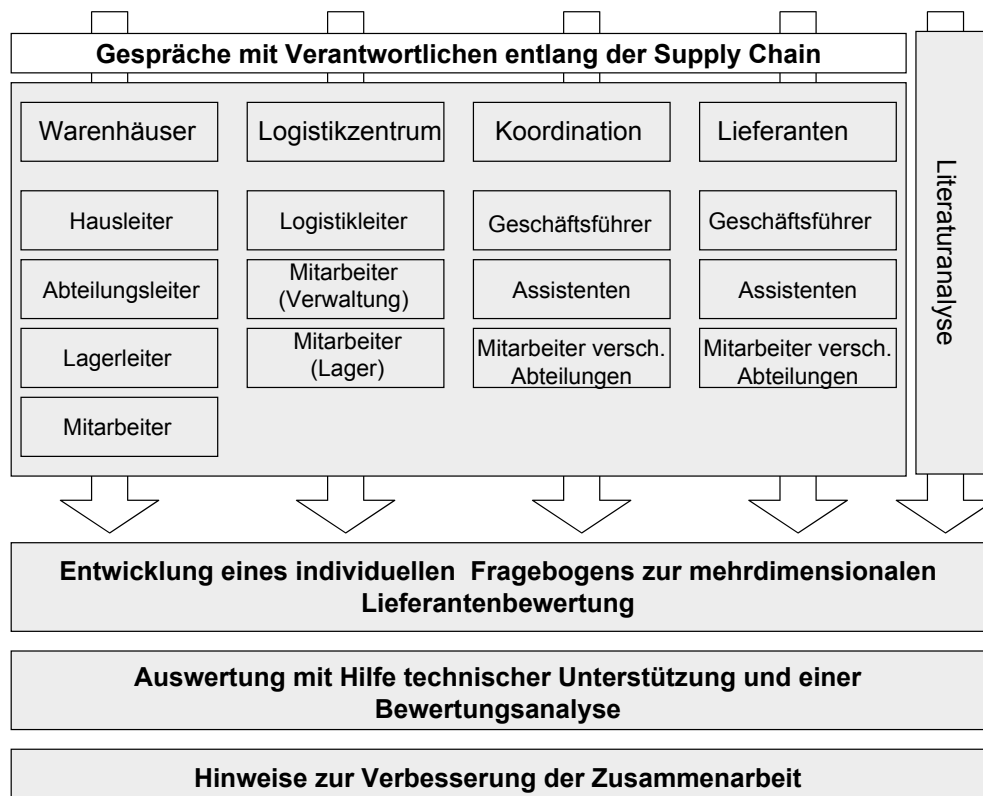 Gespräche mit Verantwortlichen entlang der Supply Chain
Warenhäuser
Hausleiter
Abteilungsleiter
Lagerleiter
Mitarbeiter
Logistikzentrum
Logistikleiter
Mitarbeiter
(Verwaltung)
Mitarbeiter
(Lager)
Koordination
Geschäftsführer
Assistenten
Mitarbeiter versch.
Abteilungen
Lieferanten
Geschäftsführer
Assistenten
Mitarbeiter versch.
Abteilungen
Literaturanalyse
Entwicklung eines individuellen Fragebogens zur mehrdimensionalen
Lieferantenbewertung
Auswertung mit Hilfe technischer Unterstützung und einer
Bewertungsanalyse
Hinweise zur Verbesserung der Zusammenarbeit